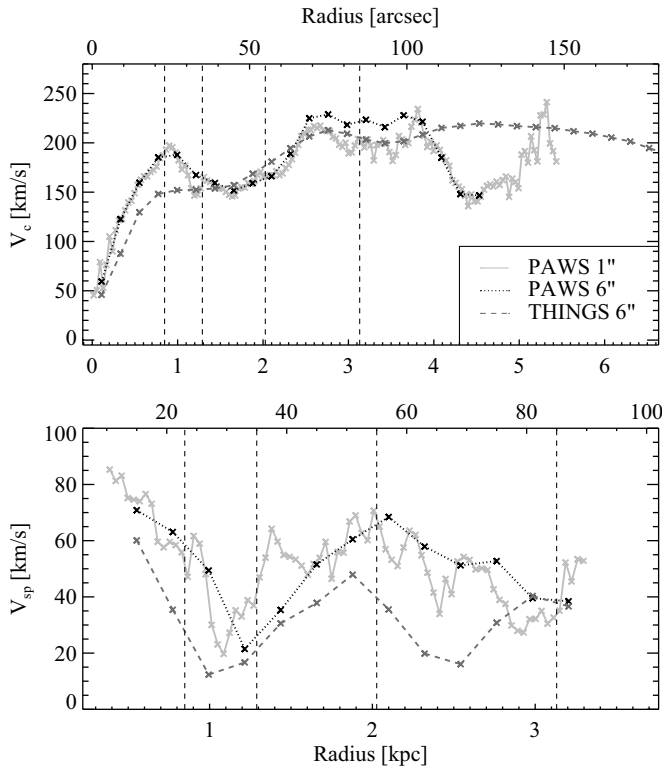 Radius [arcsec]
0 50 100 150
250
200
150
100
50
0
V_c [km/s]
PAWS 1"
PAWS 6"
THINGS 6"
0 1 2 3 4 5 6
20 40 60 80 100
100
80
60
40
20
0
V_sp [km/s]
1 2 3
Radius [kpc]